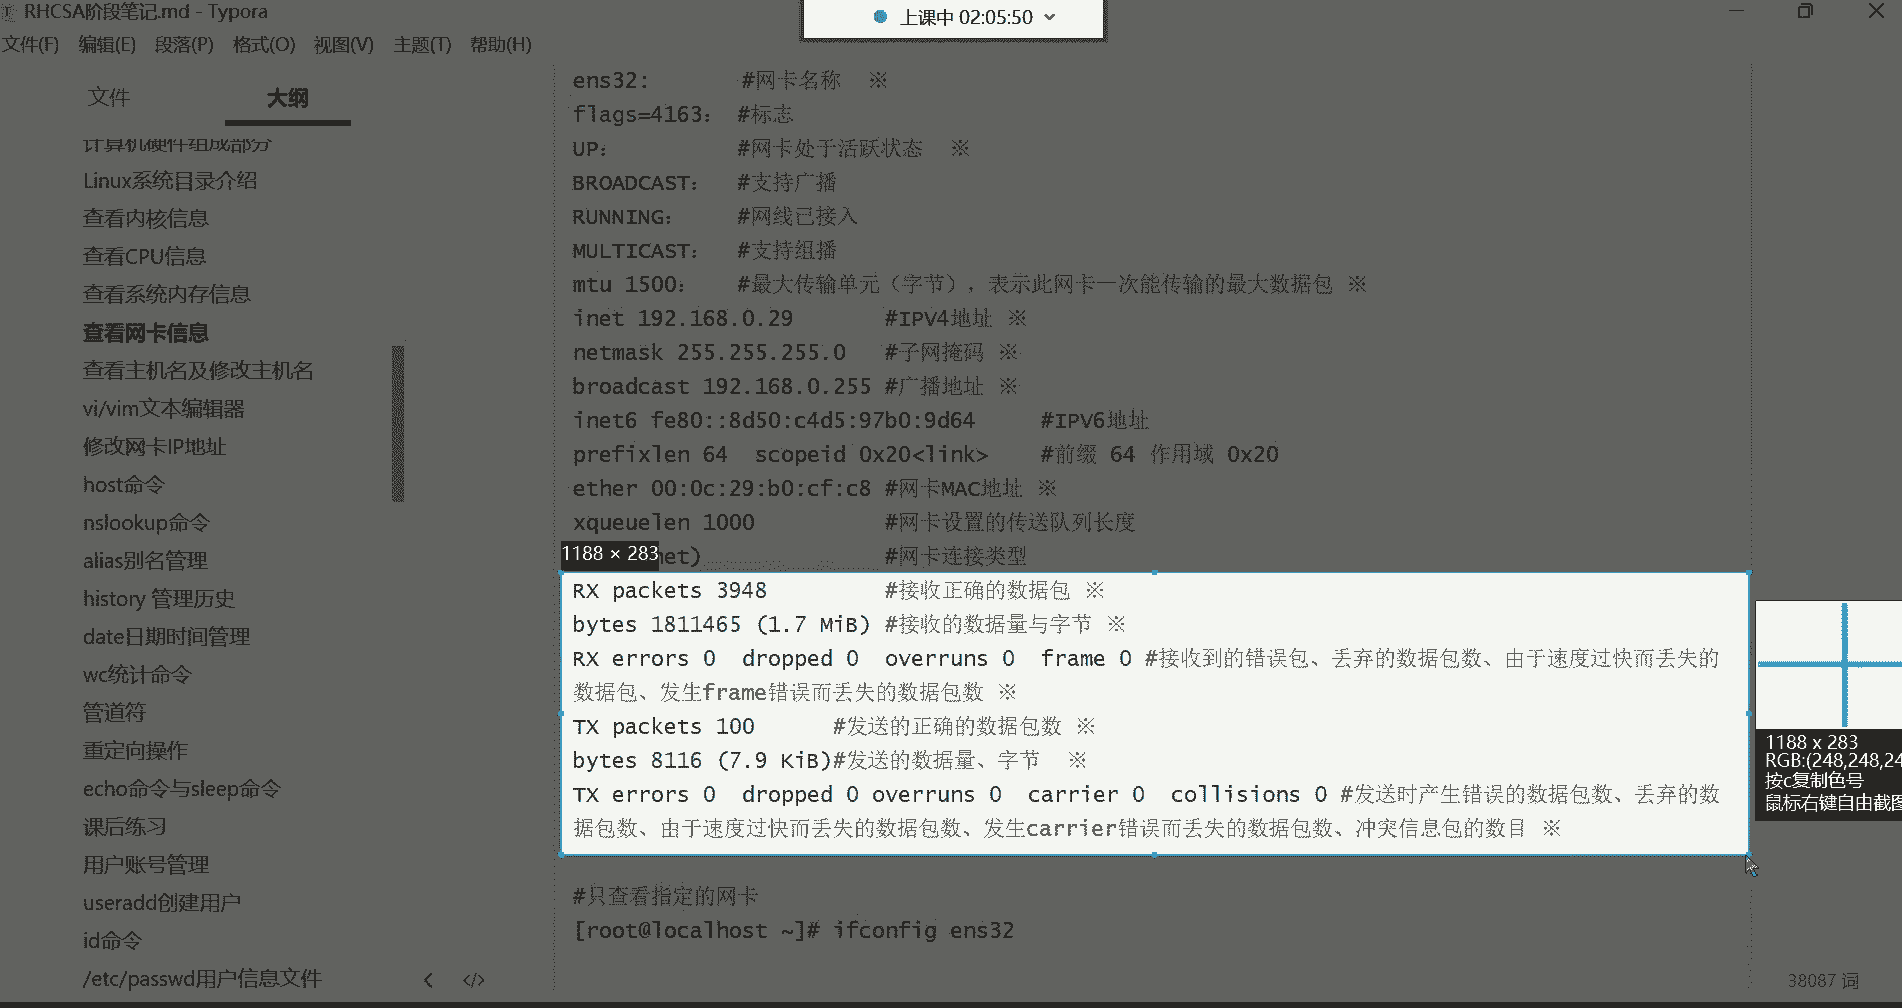 RHCSA阶段笔记.md - Typora
上课中 02:05:50
文件(F) 编辑(E) 段落(P) 格式(O) 视图(V) 主题(T) 帮助(H)
文件 大纲
计算机硬件组成部分
Linux系统目录介绍
查看内核信息
查看CPU信息
查看系统内存信息
查看网卡信息
查看主机名及修改主机名
vi/vim文本编辑器
修改网卡IP地址
host命令
nslookup命令
alias别名管理
history 管理历史
date日期时间管理
wc统计命令
管道符
重定向操作
echo命令与sleep命令
课后练习
用户账号管理
useradd创建用户
id命令
/etc/passwd用户信息文件
ens32: #网卡名称 ※
flags=4163: #标志
UP: #网卡处于活跃状态 ※
BROADCAST: #支持广播
RUNNING: #网线已接入
MULTICAST: #支持组播
mtu 1500: #最大传输单元（字节），表示此网卡一次能传输的最大数据包 ※
inet 192.168.0.29 #IPV4地址 ※
netmask 255.255.255.0 #子网掩码 ※
broadcast 192.168.0.255 #广播地址 ※
inet6 fe80::8d50:c4d5:97b0:9d64 #IPV6地址
prefixlen 64 scopeid 0x20<link> #前缀 64 作用域 0x20
ether 00:0c:29:b0:cf:c8 #网卡MAC地址 ※
xqueuelen 1000 #网卡设置的传送队列长度
1188 × 283
net) #网卡连接类型
RX packets 3948 #接收正确的数据包 ※
bytes 1811465 (1.7 MiB) #接收的数据量与字节 ※
RX errors 0 dropped 0 overruns 0 frame 0 #接收到的错误包、丢弃的数据包数、由于速度过快而丢失的
数据包、发生frame错误而丢失的数据包数 ※
TX packets 100 #发送的正确的数据包数 ※
bytes 8116 (7.9 KiB)#发送的数据量、字节 ※
TX errors 0 dropped 0 overruns 0 carrier 0 collisions 0 #发送时产生错误的数据包数、丢弃的数
据包数、由于速度过快而丢失的数据包数、发生carrier错误而丢失的数据包数、冲突信息包的数目 ※
#只查看指定的网卡
[root@localhost ~]# ifconfig ens32
1188 x 283
RGB:(248,248,24
按c复制色号
鼠标右键自由截图
38087 词